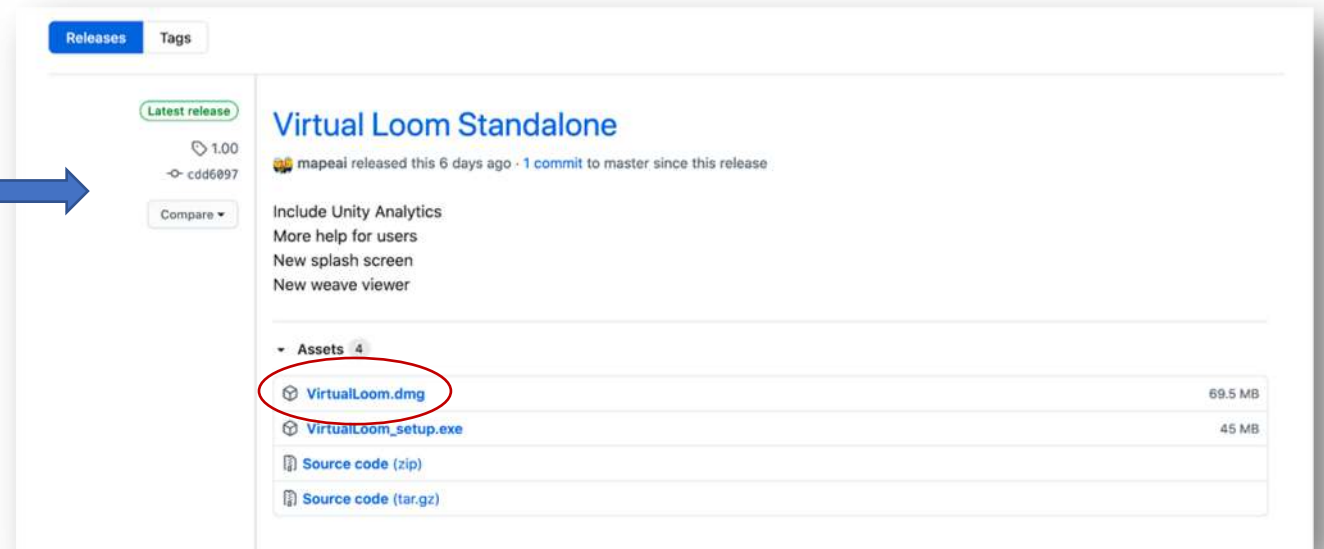 Releases Tags
Latest release
1.00
cdd6097
Compare
Virtual Loom Standalone
mapeai released this 6 days ago · 1 commit to master since this release
Include Unity Analytics
More help for users
New splash screen
New weave viewer
Assets 4
VirtualLoom.dmg 69.5 MB
VirtualLoom_setup.exe 45 MB
Source code (zip)
Source code (tar.gz)